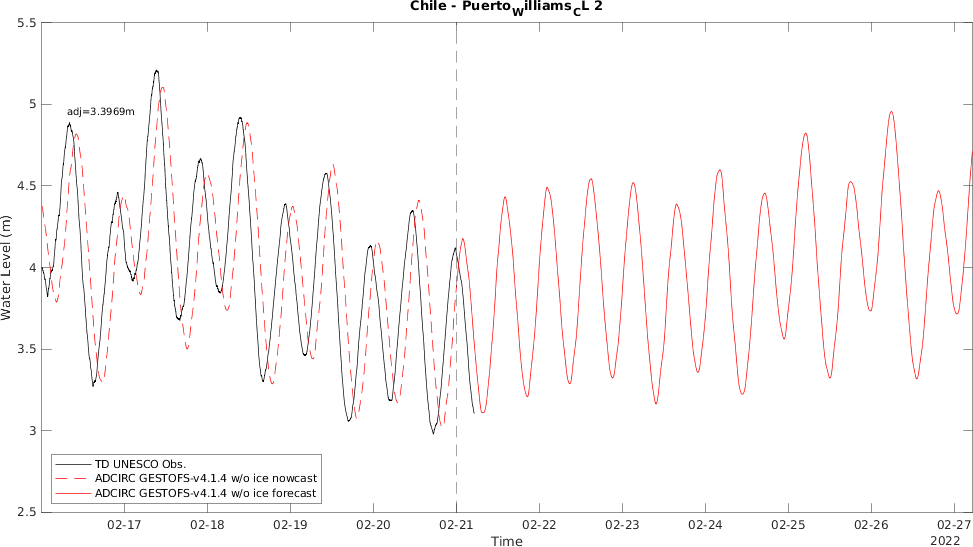 Chile - PuertoWilliamsCL 2
5.5
5
4.5
4
3.5
3
2.5
Water Level (m)
adj=3.3969m
TD UNESCO Obs.
ADCIRC GESTOFS-v4.1.4 w/o ice nowcast
ADCIRC GESTOFS-v4.1.4 w/o ice forecast
02-17 02-18 02-19 02-20 02-21 02-22 02-23 02-24 02-25 02-26 02-27
Time
2022